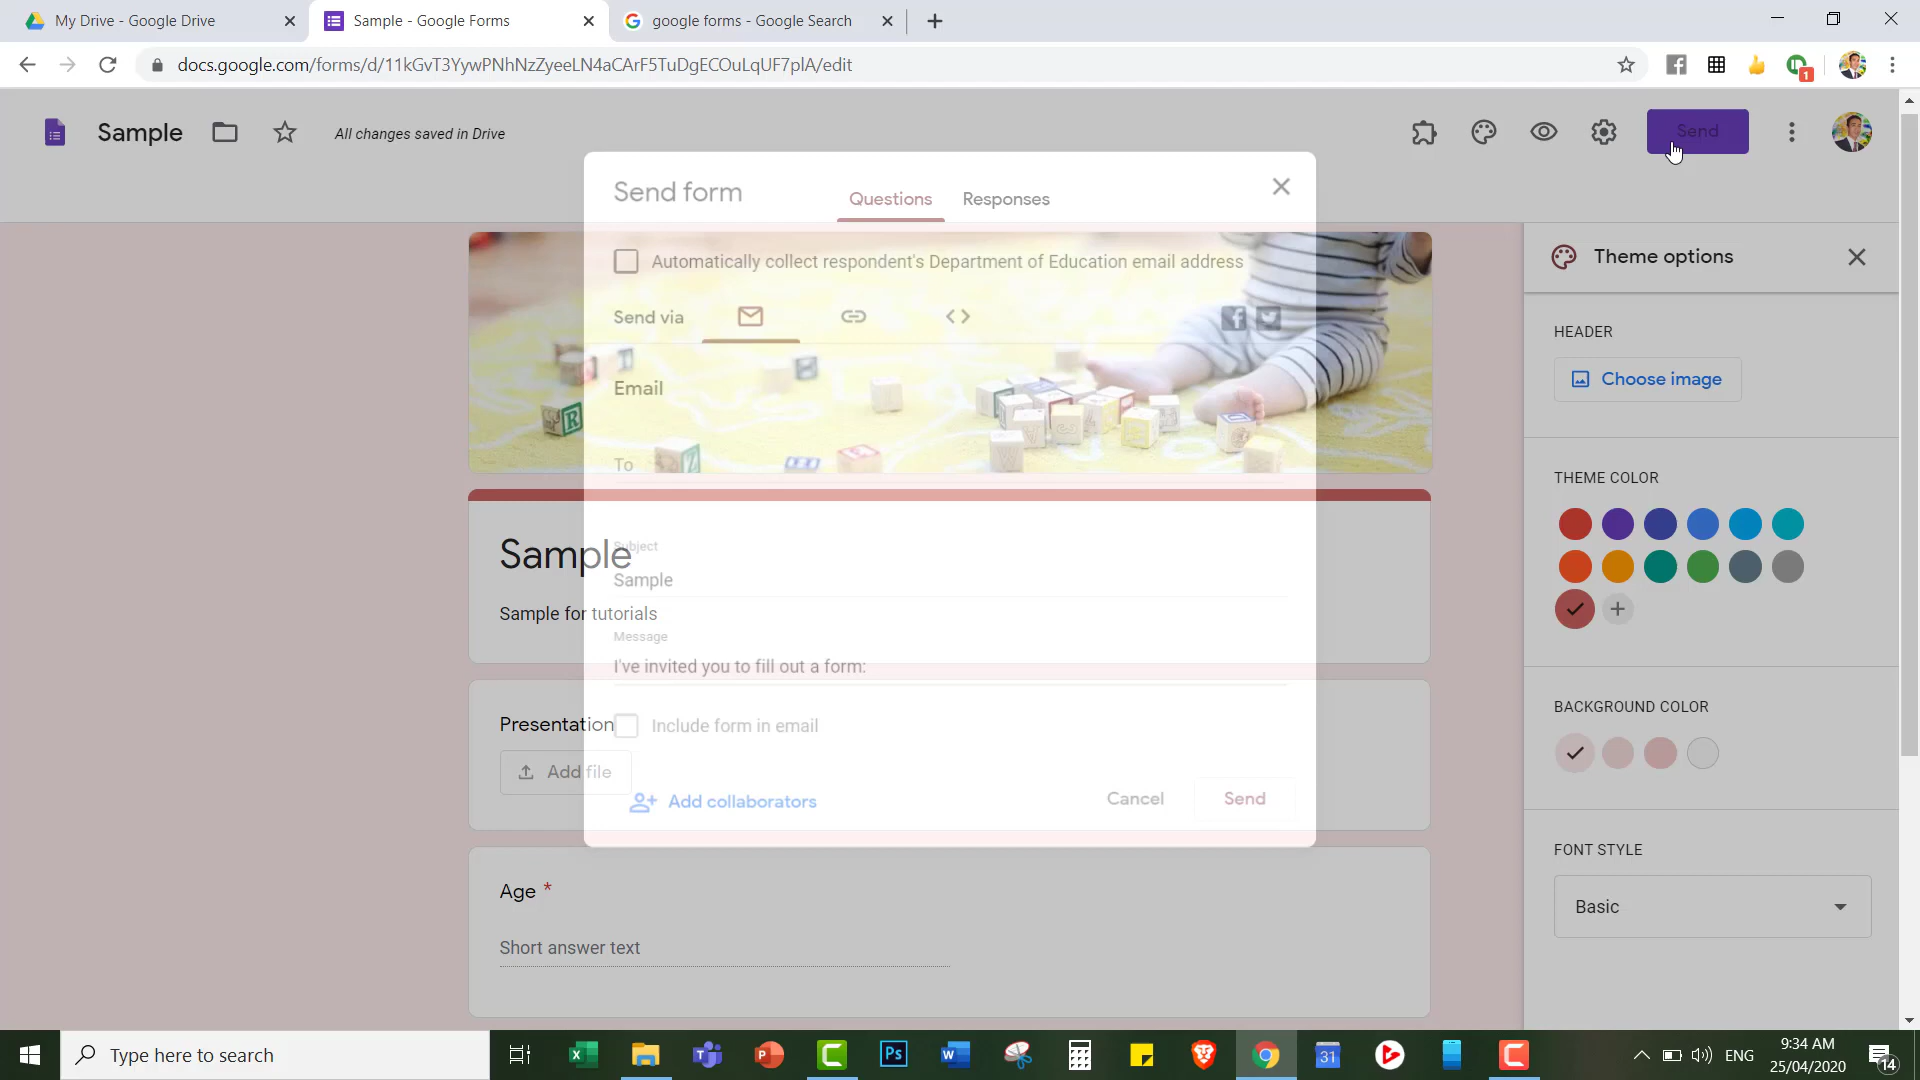 My Drive - Google Drive
Sample - Google Forms
google forms - Google Search
docs.google.com/forms/d/11kGvT3YywPNhNzZyeeLN4aCArF5TuDgECOuLqUF7plA/edit
1
Sample
All changes saved in Drive
Send
Send form
Questions
Responses
Automatically collect respondent's Department of Education email address
Send via
Email
To
Subject
Sample
Sample
Sample for tutorials
Message
I've invited you to fill out a form:
Presentation
Include form in email
Add file
Add collaborators
Cancel
Send
Age *
Short answer text
Theme options
HEADER
Choose image
THEME COLOR
BACKGROUND COLOR
FONT STYLE
Basic
Type here to search
31
ENG
9:34 AM
25/04/2020
14